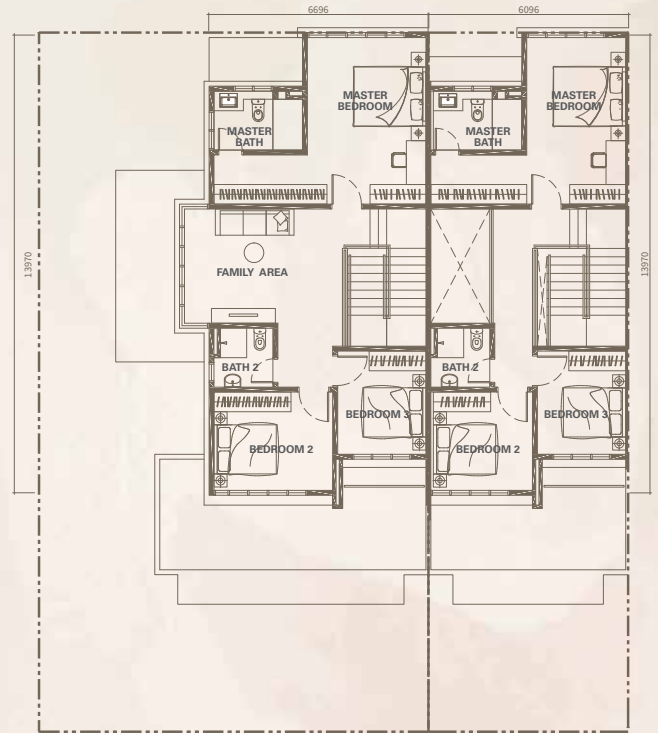 6696
6096
MASTER
BEDROOM
MASTER
BEDROOM
MASTER
BATH
MASTER
BATH
13970
13970
FAMILY AREA
BATH 2
BATH 2
BEDROOM 3
BEDROOM 3
BEDROOM 2
BEDROOM 2